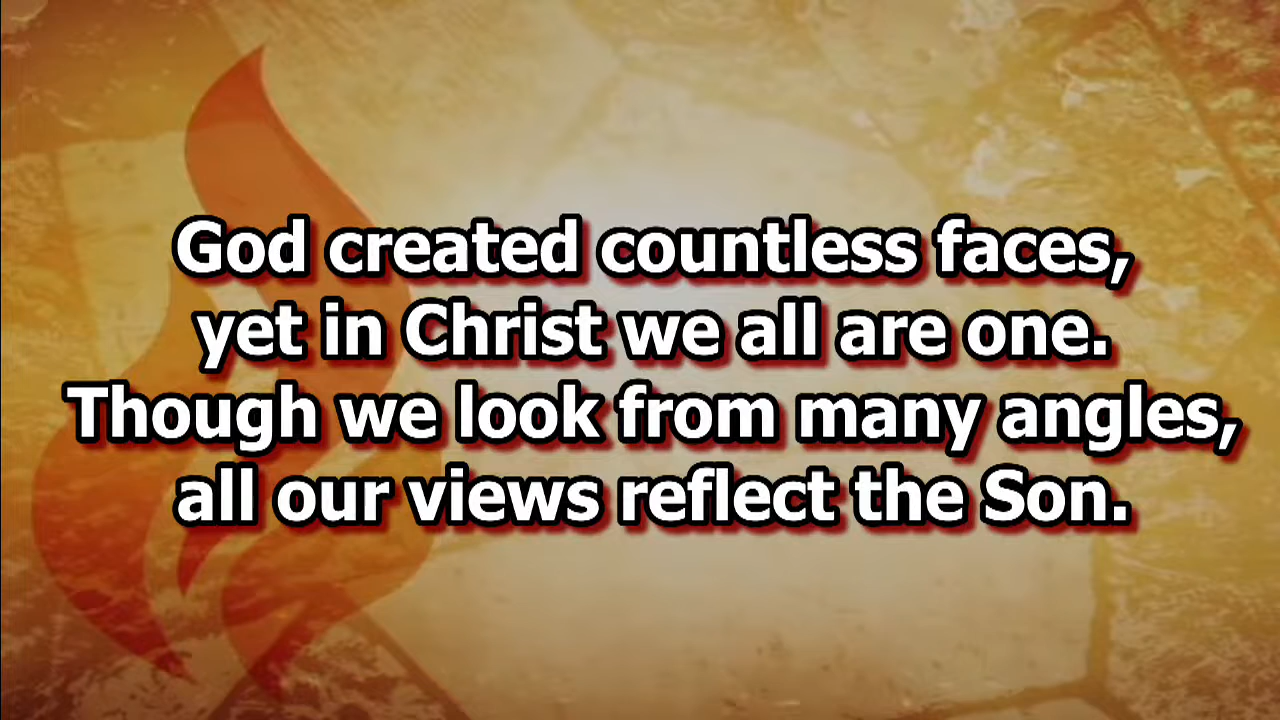 God created countless faces,
yet in Christ we all are one.
Though we look from many angles,
all our views reflect the Son.